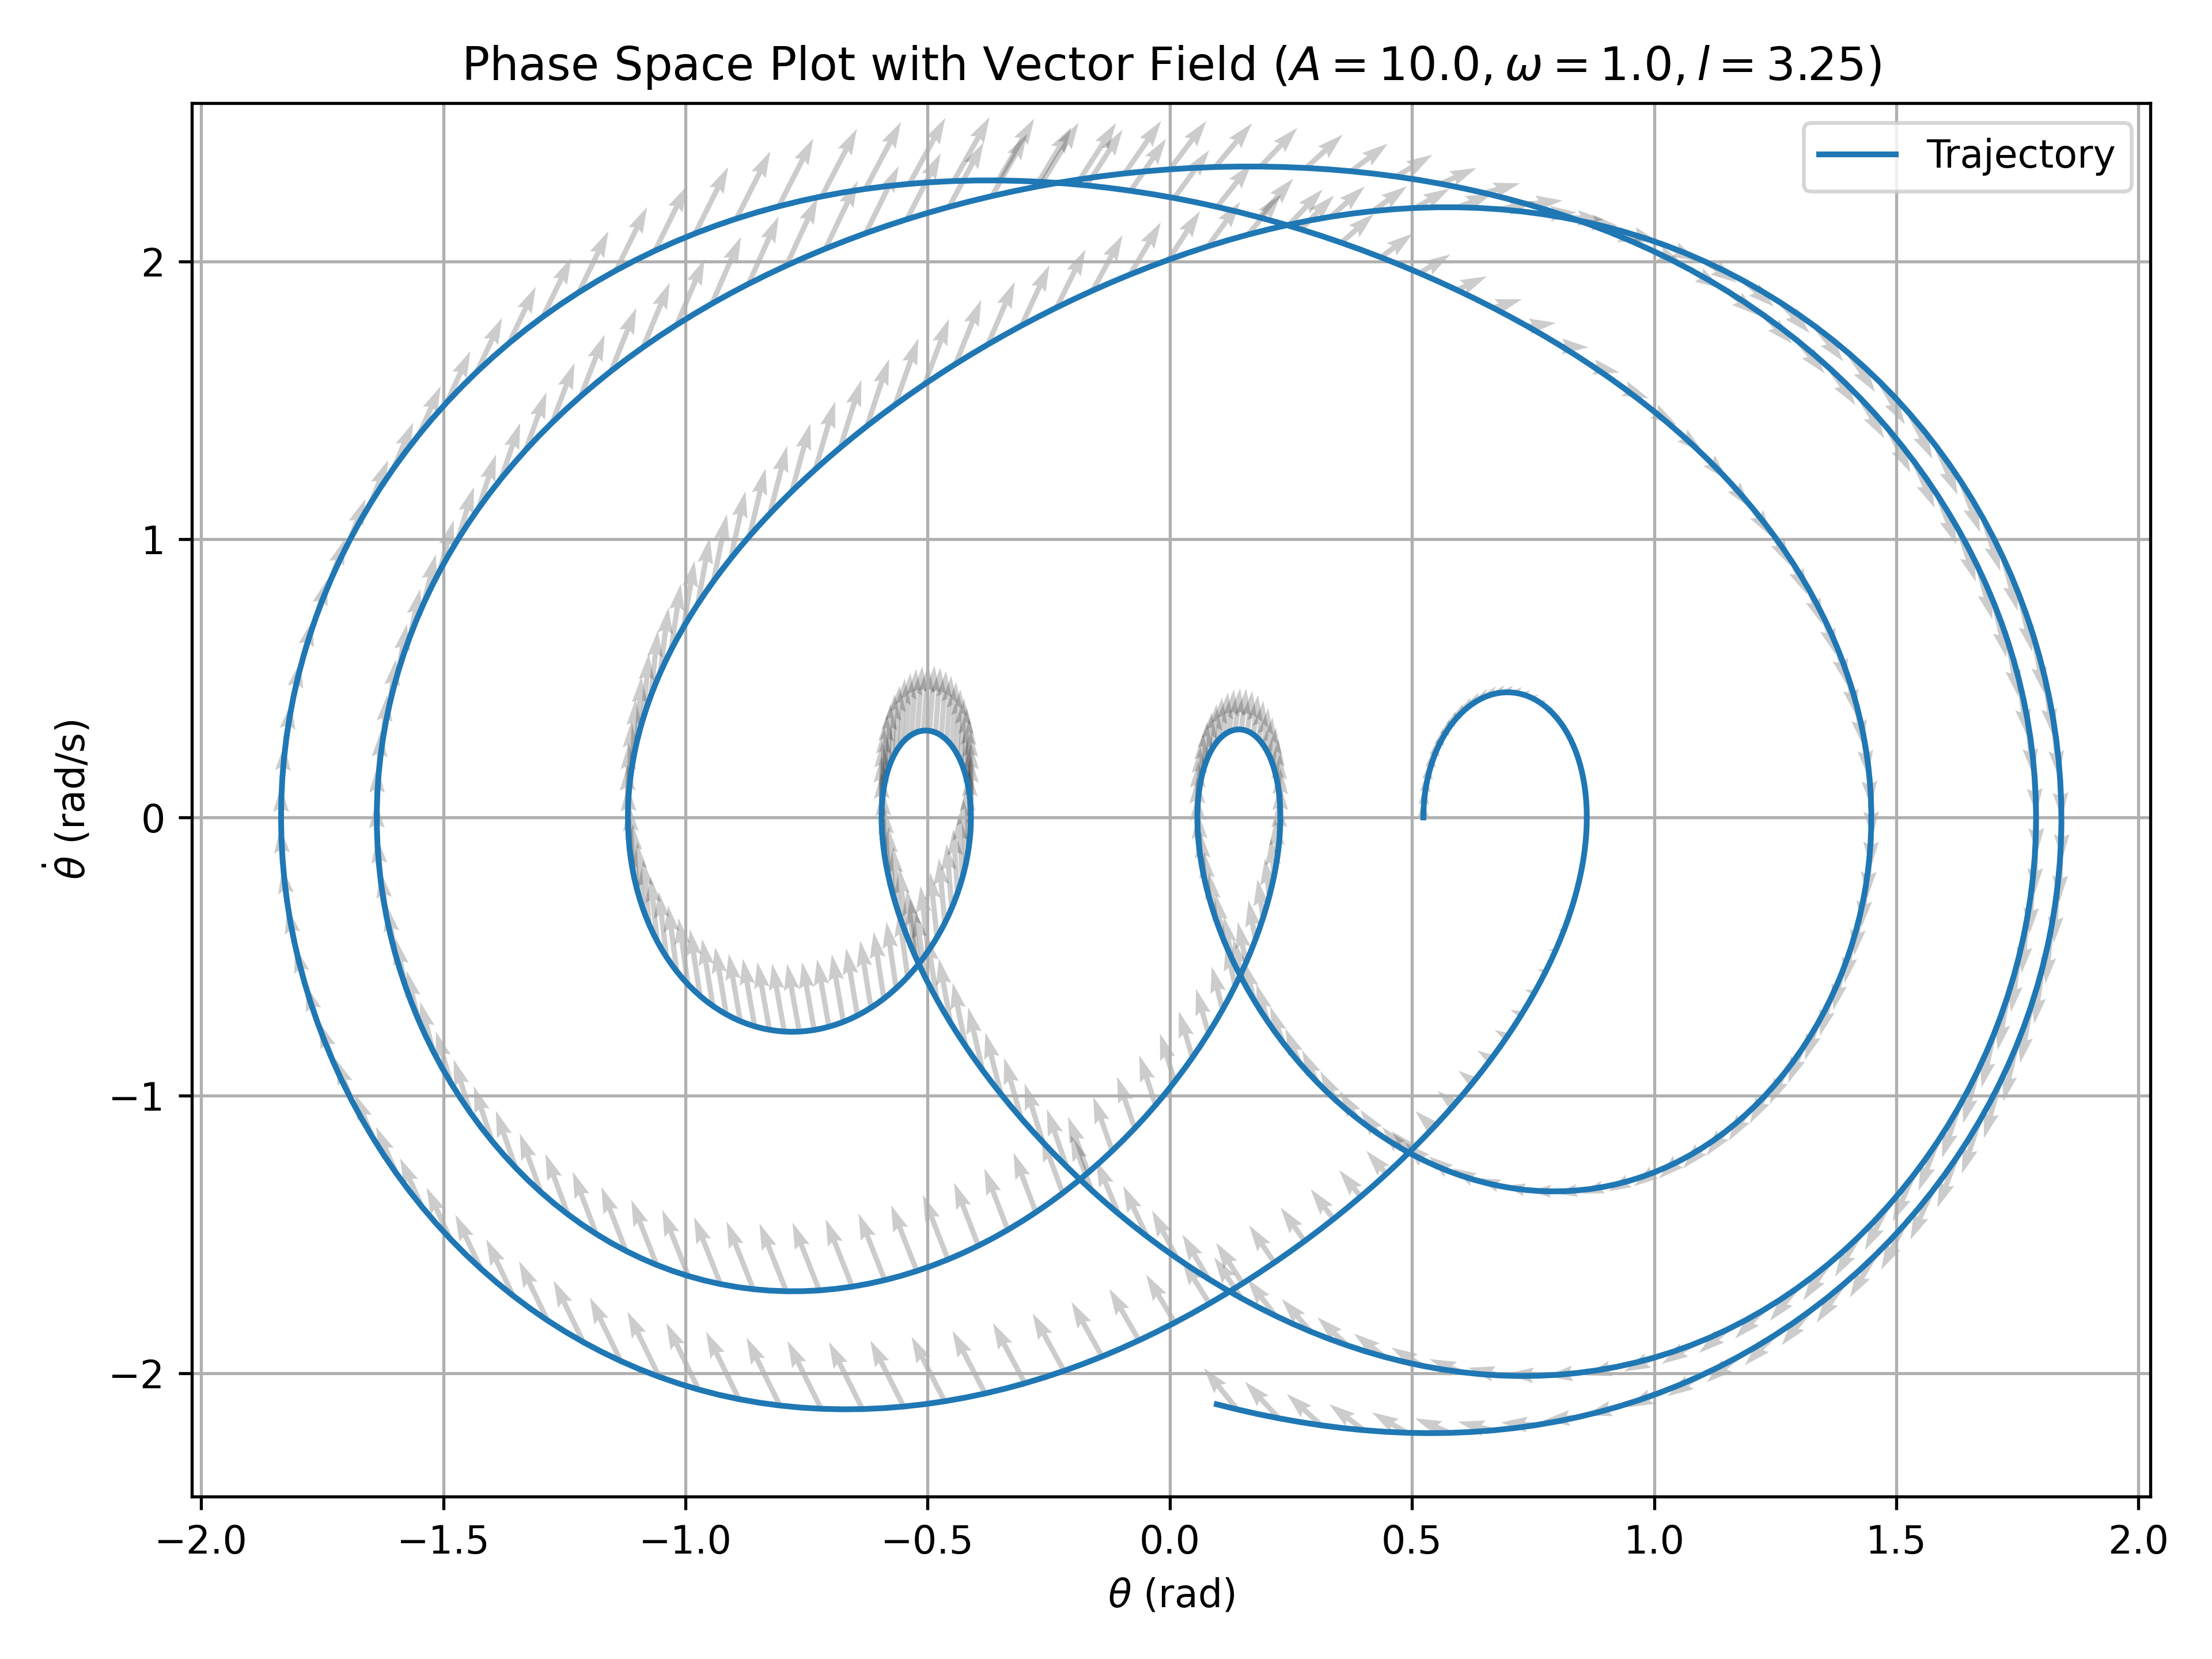 Phase Space Plot with Vector Field (A = 10.0, ω = 1.0, l = 3.25)
Trajectory
2
1
0
−1
−2
θ̇ (rad/s)
−2.0 −1.5 −1.0 −0.5 0.0 0.5 1.0 1.5 2.0
θ (rad)